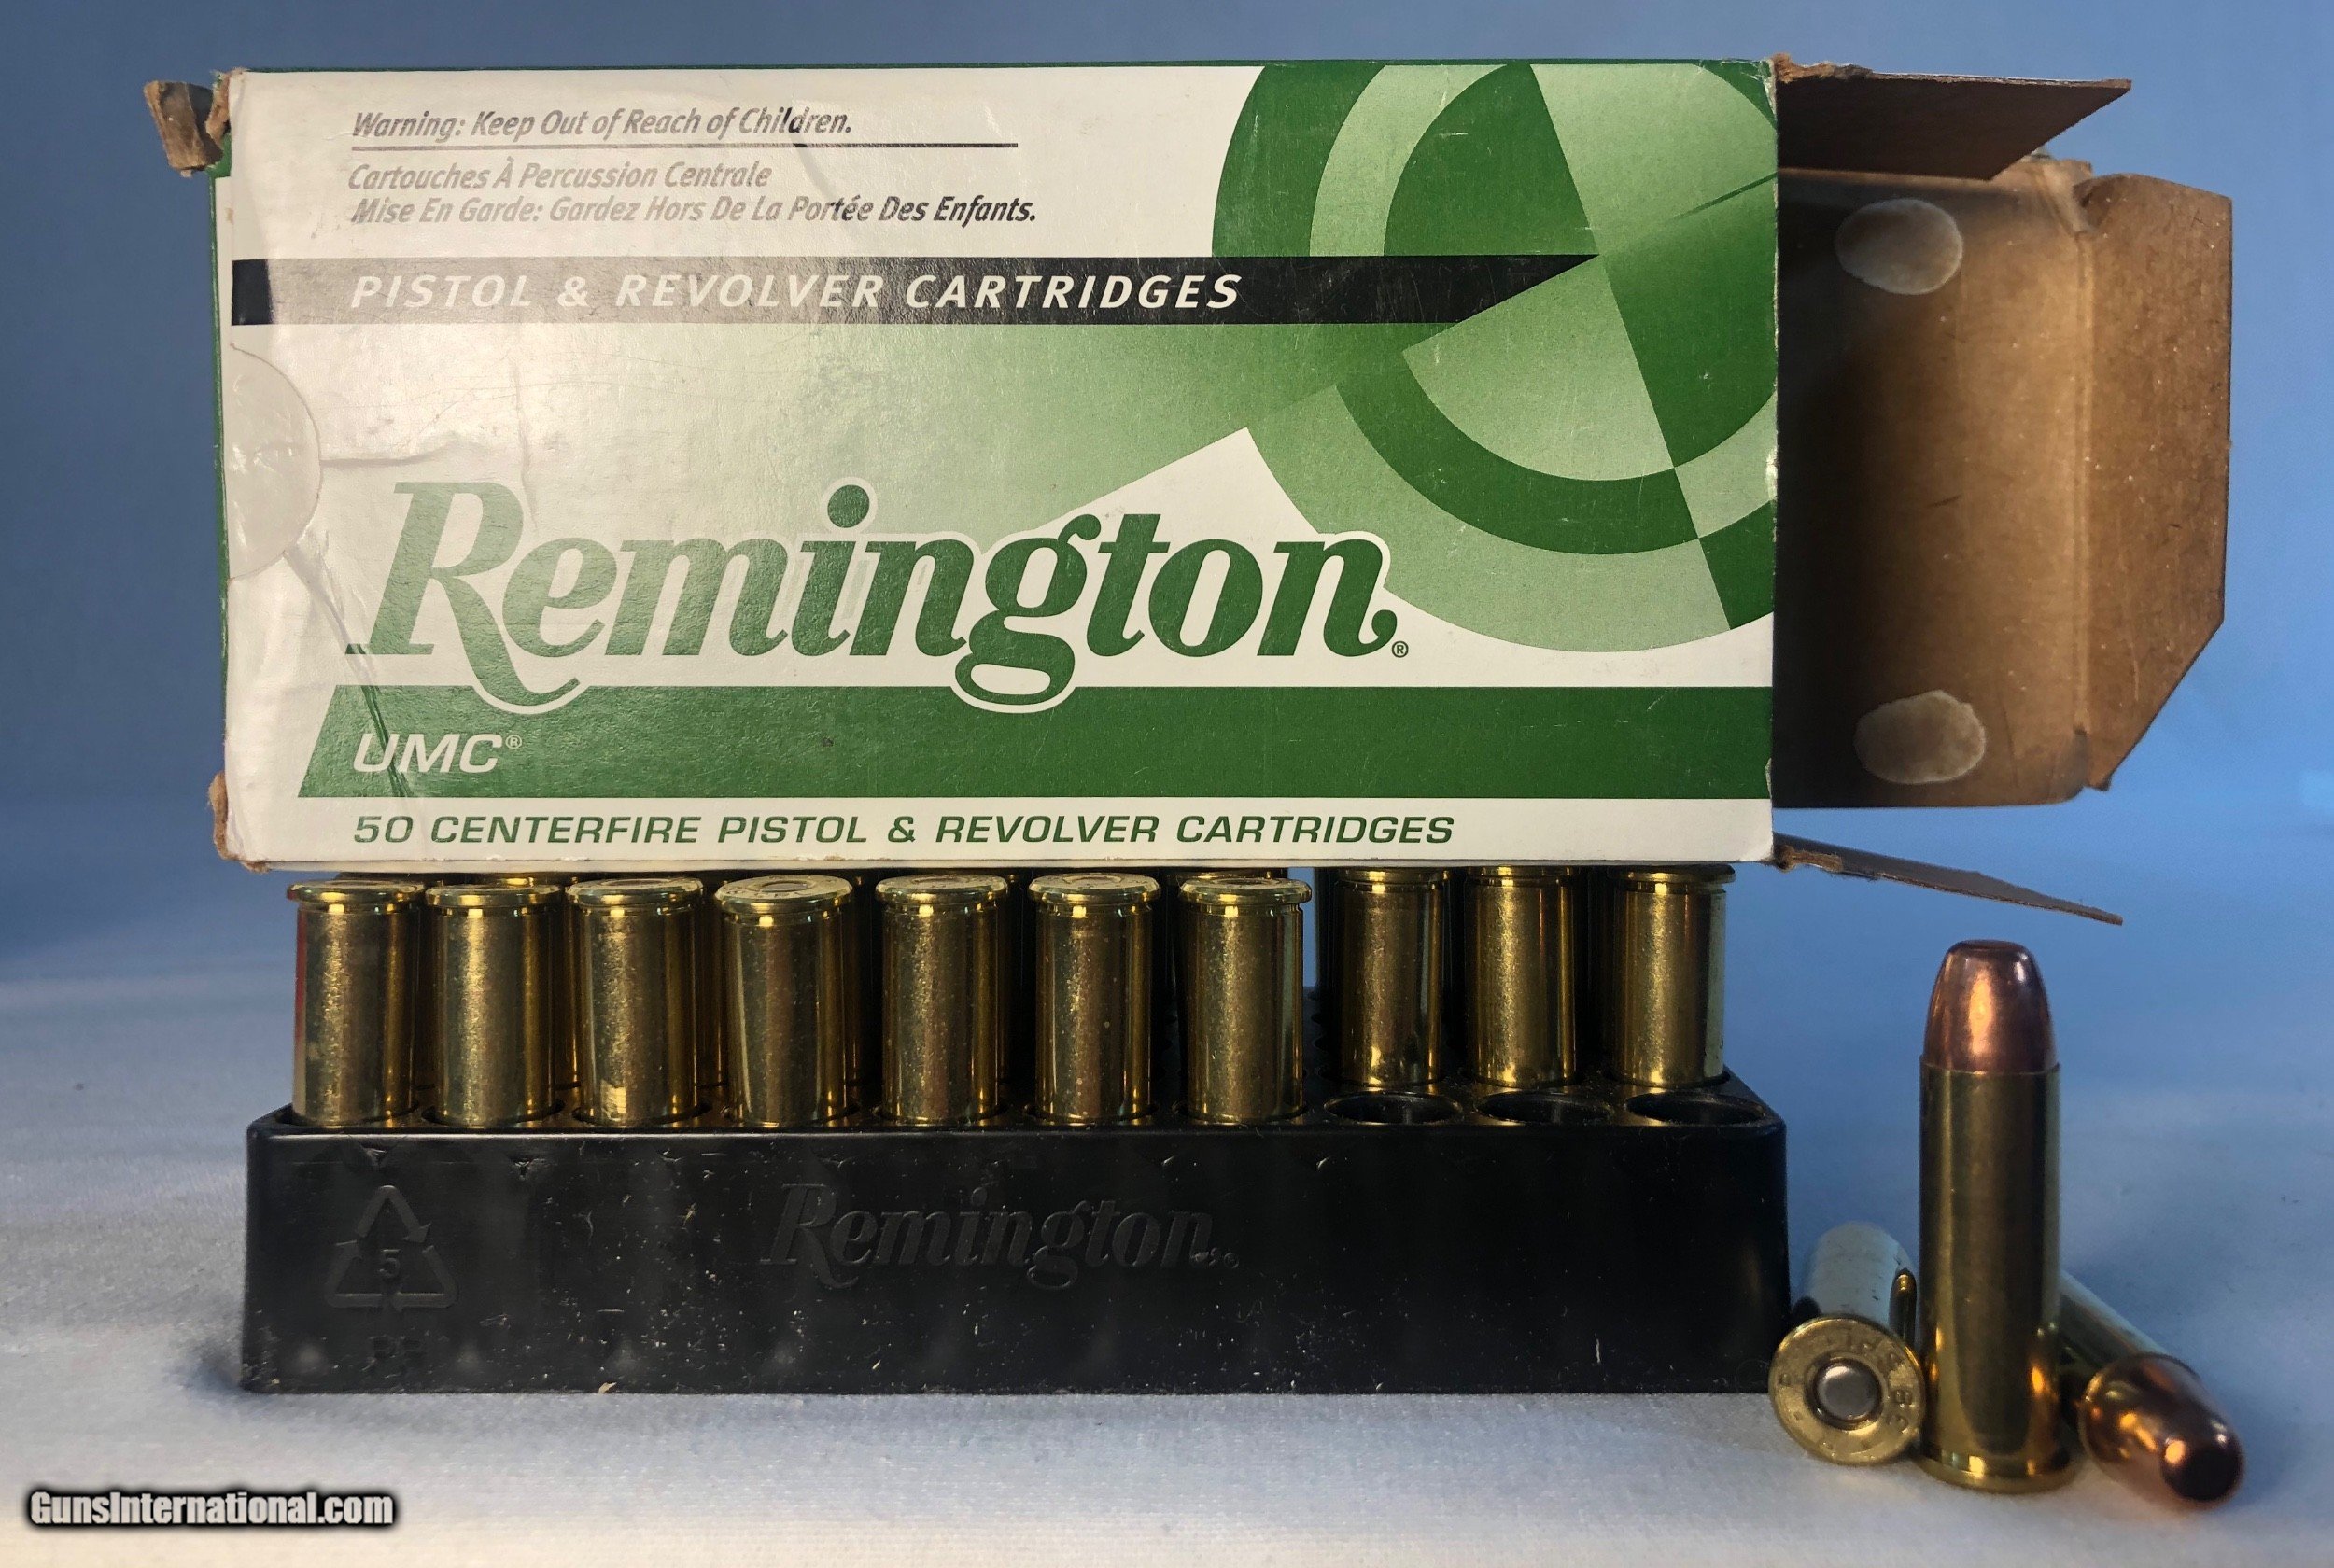 Warning: Keep Out of Reach of Children.
Cartouches À Percussion Centrale
Mise En Garde: Gardez Hors De La Portée Des Enfants.
PISTOL & REVOLVER CARTRIDGES
Remington®
UMC®
50 CENTERFIRE PISTOL & REVOLVER CARTRIDGES
Remington
5
GunsInternational.com